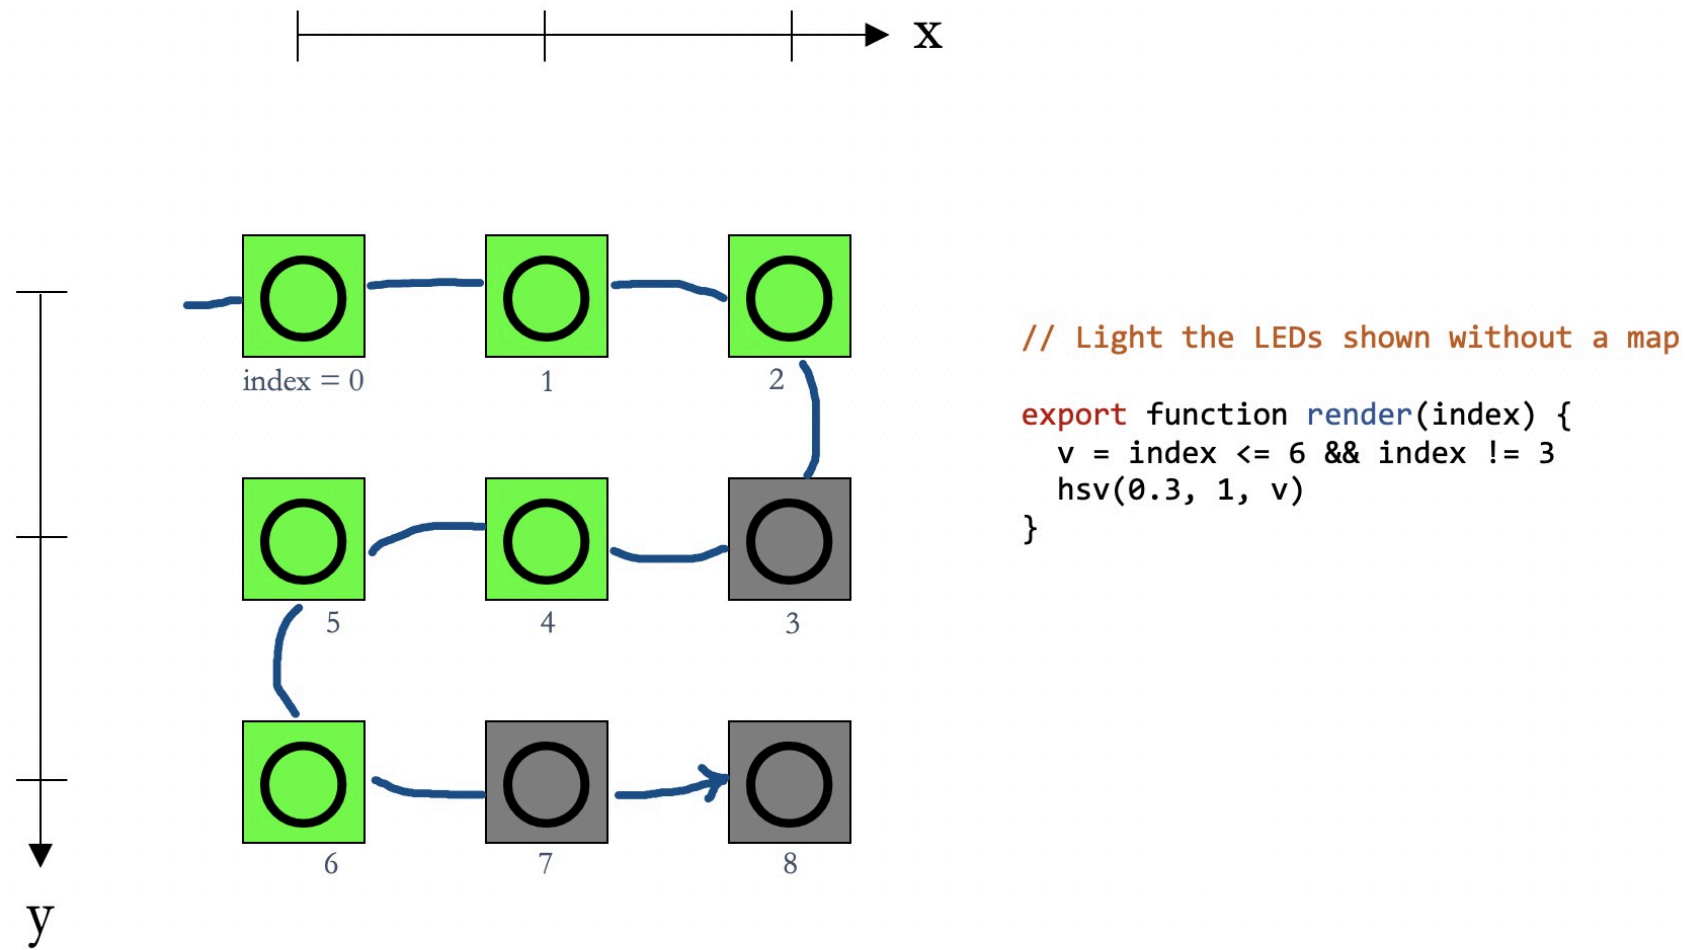 x
index = 0
1
2
5
4
3
6
7
8
y
// Light the LEDs shown without a map
export function render(index) {
  v = index <= 6 && index != 3
  hsv(0.3, 1, v)
}